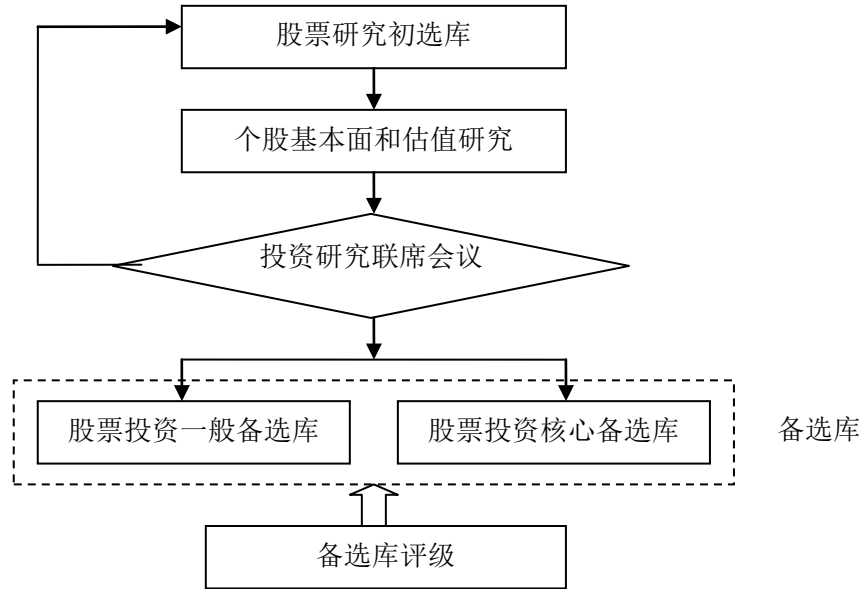 股票研究初选库
个股基本面和估值研究
投资研究联席会议
股票投资一般备选库
股票投资核心备选库
备选库
备选库评级